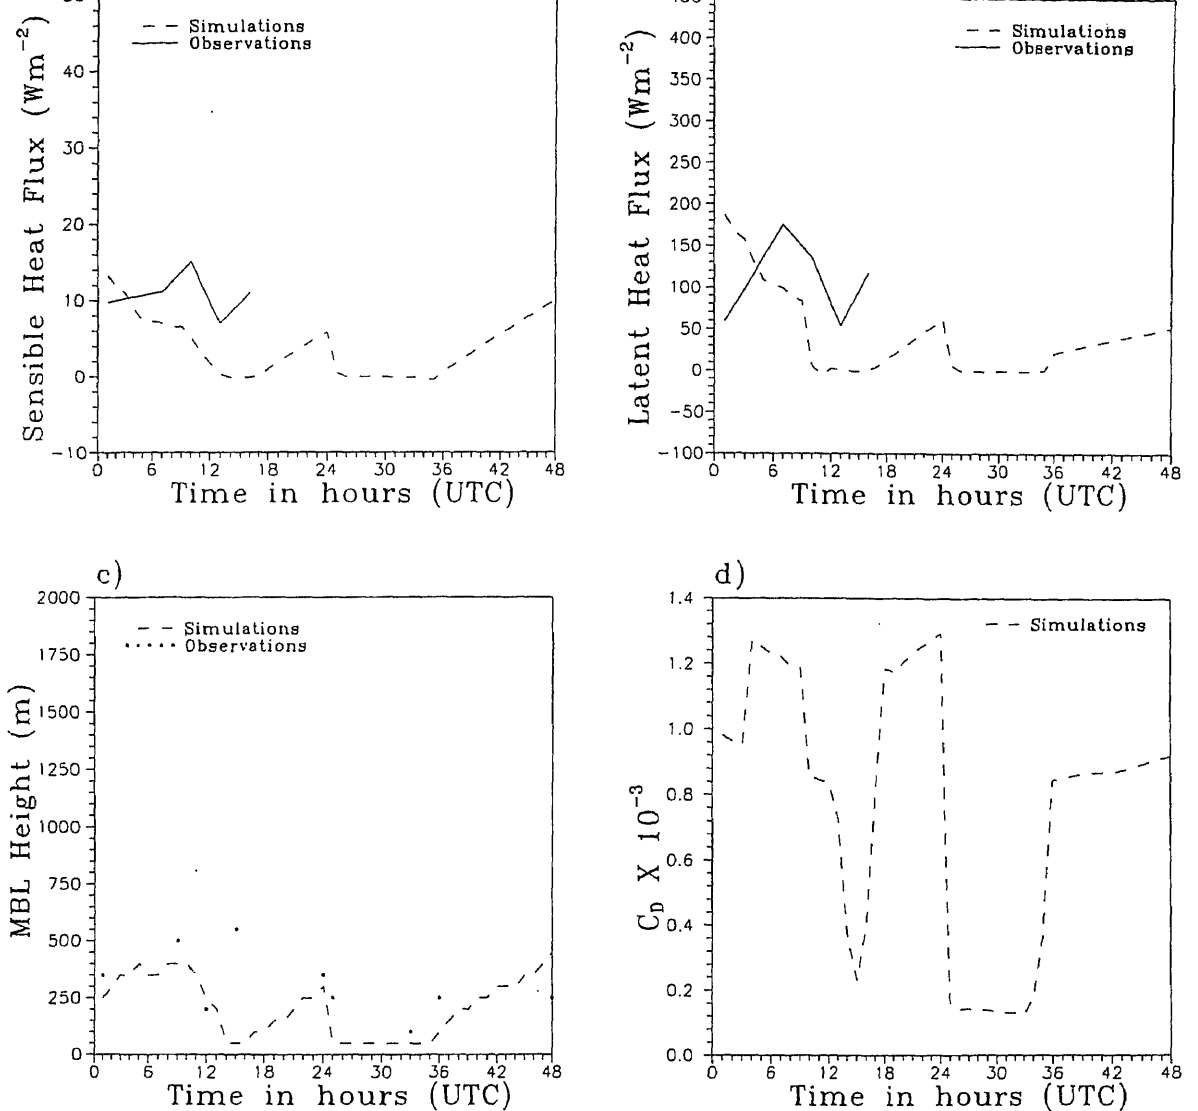 Sensible Heat Flux (Wm⁻²)
50
40
30
20
10
0
−10
Simulations
Observations
0 6 12 18 24 30 36 42 48
Time in hours (UTC)
Latent Heat Flux (Wm⁻²)
450
400
350
300
250
200
150
100
50
0
−50
−100
Simulations
Observations
0 6 12 18 24 30 36 42 48
Time in hours (UTC)
c)
MBL Height (m)
2000
1750
1500
1250
1000
750
500
250
0
Simulations
Observations
0 6 12 18 24 30 36 42 48
Time in hours (UTC)
d)
C_D X 10⁻³
1.4
1.2
1.0
0.8
0.6
0.4
0.2
0.0
Simulations
0 6 12 18 24 30 36 42 48
Time in hours (UTC)